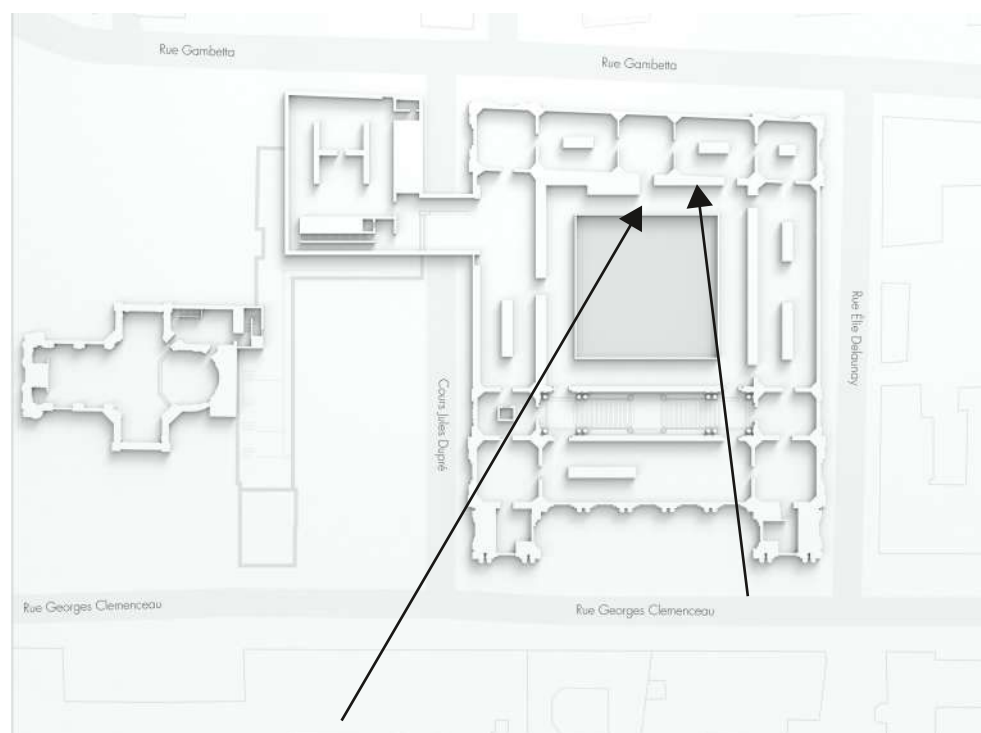 Rue Gambetta
Rue Gambetta
Rue Élie Delaunay
Cours Jules Dupré
Rue Georges Clemenceau
Rue Georges Clemenceau